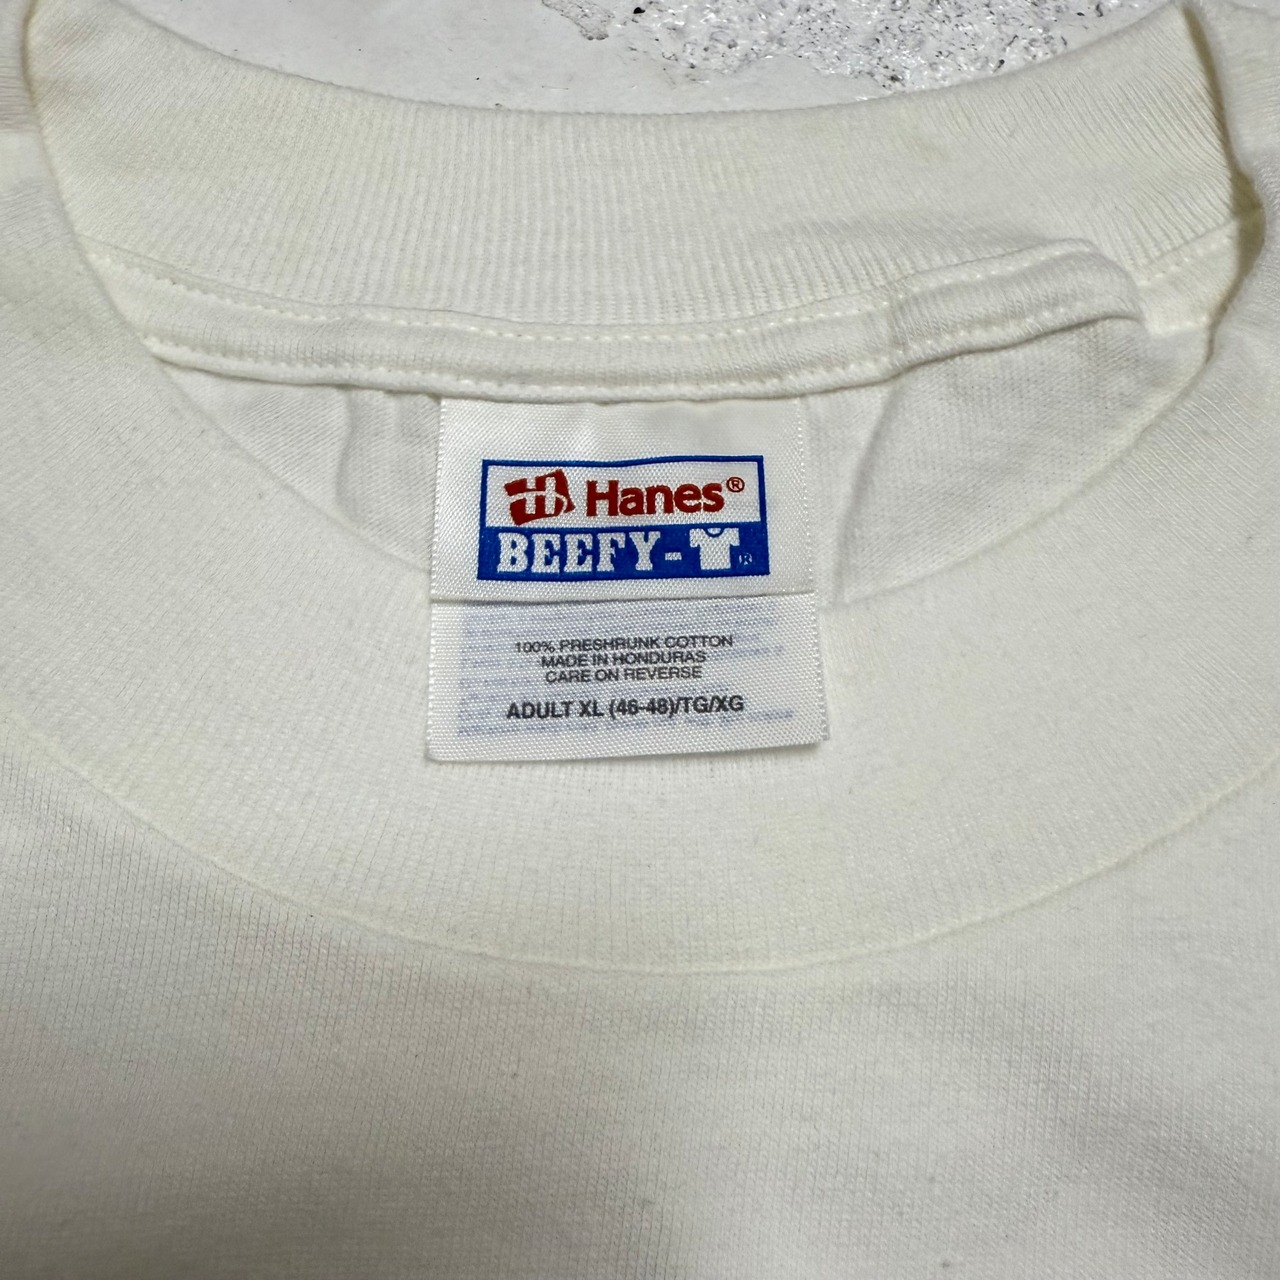 H Hanes®
BEEFY-T®
100% PRESHRUNK COTTON
MADE IN HONDURAS
CARE ON REVERSE
ADULT XL (46-48)/TG/XG